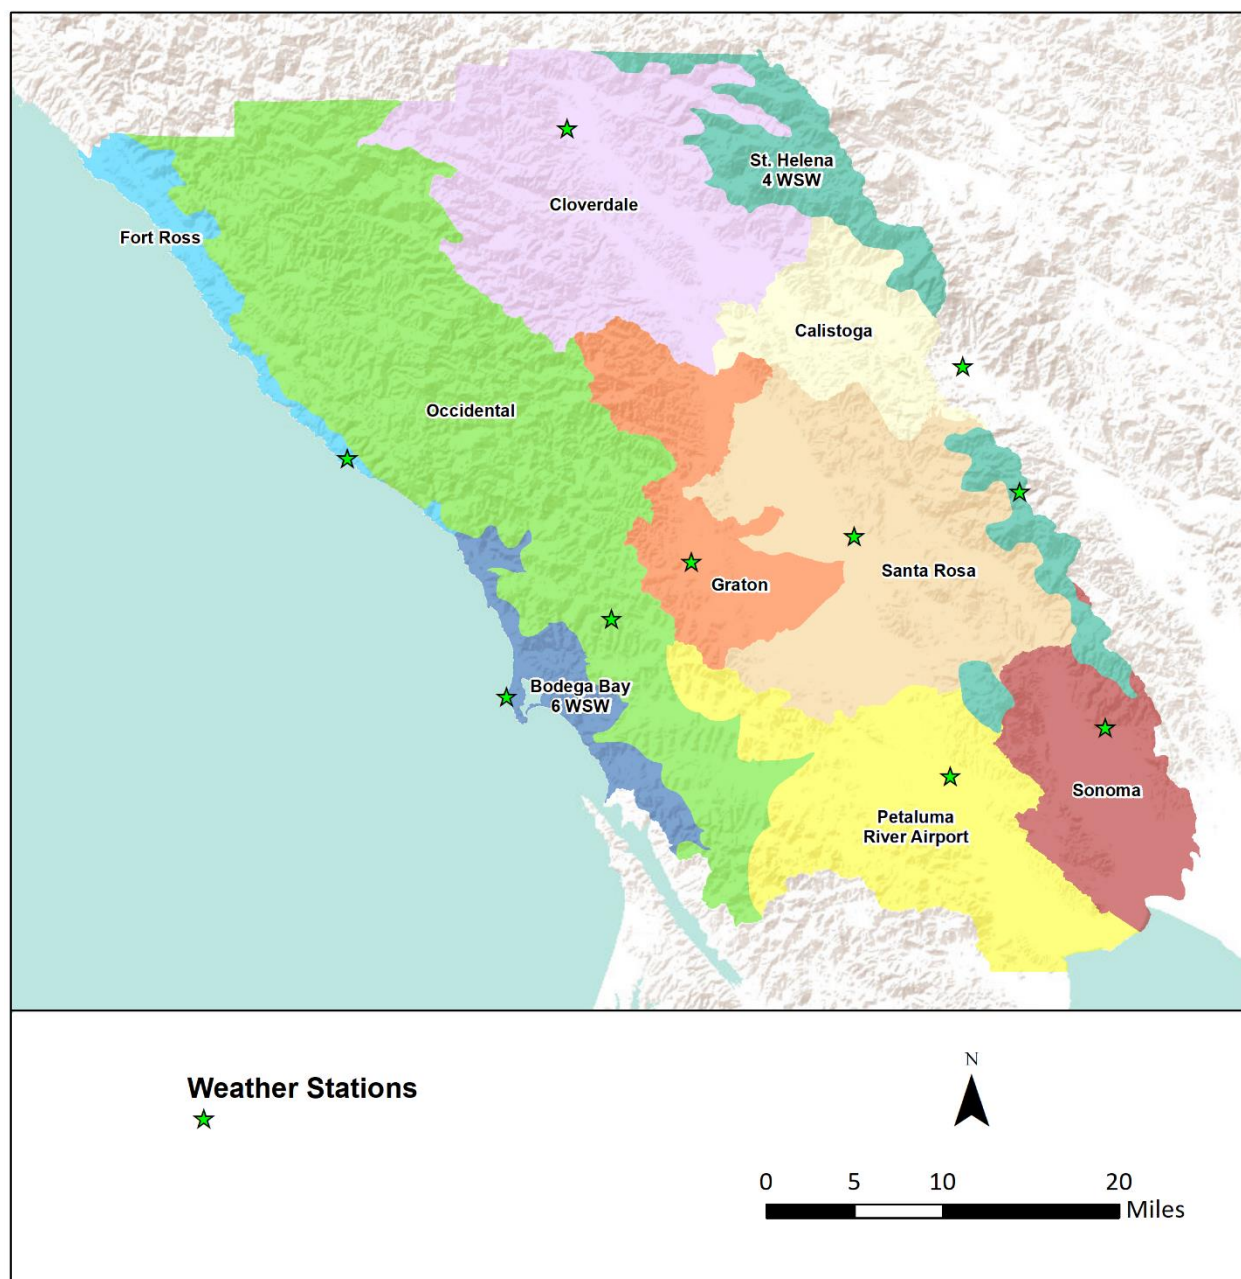 St. Helena
4 WSW
Cloverdale
Fort Ross
Calistoga
Occidental
Santa Rosa
Graton
Bodega Bay
6 WSW
Sonoma
Petaluma
River Airport
Weather Stations
N
0 5 10 20
Miles